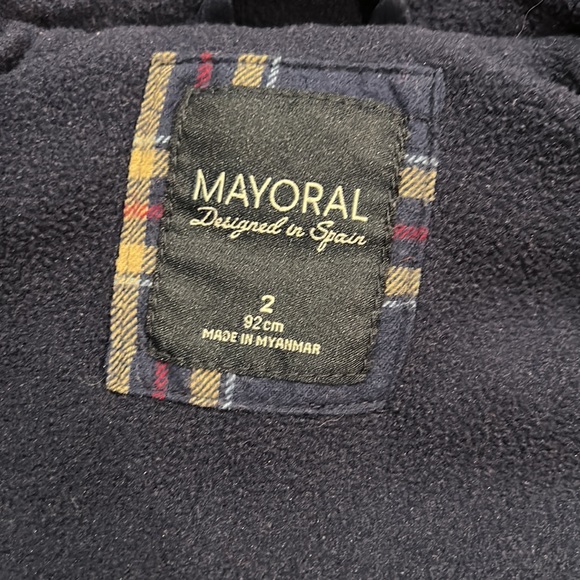 MAYORAL
Designed in Spain
2
92cm
MADE IN MYANMAR